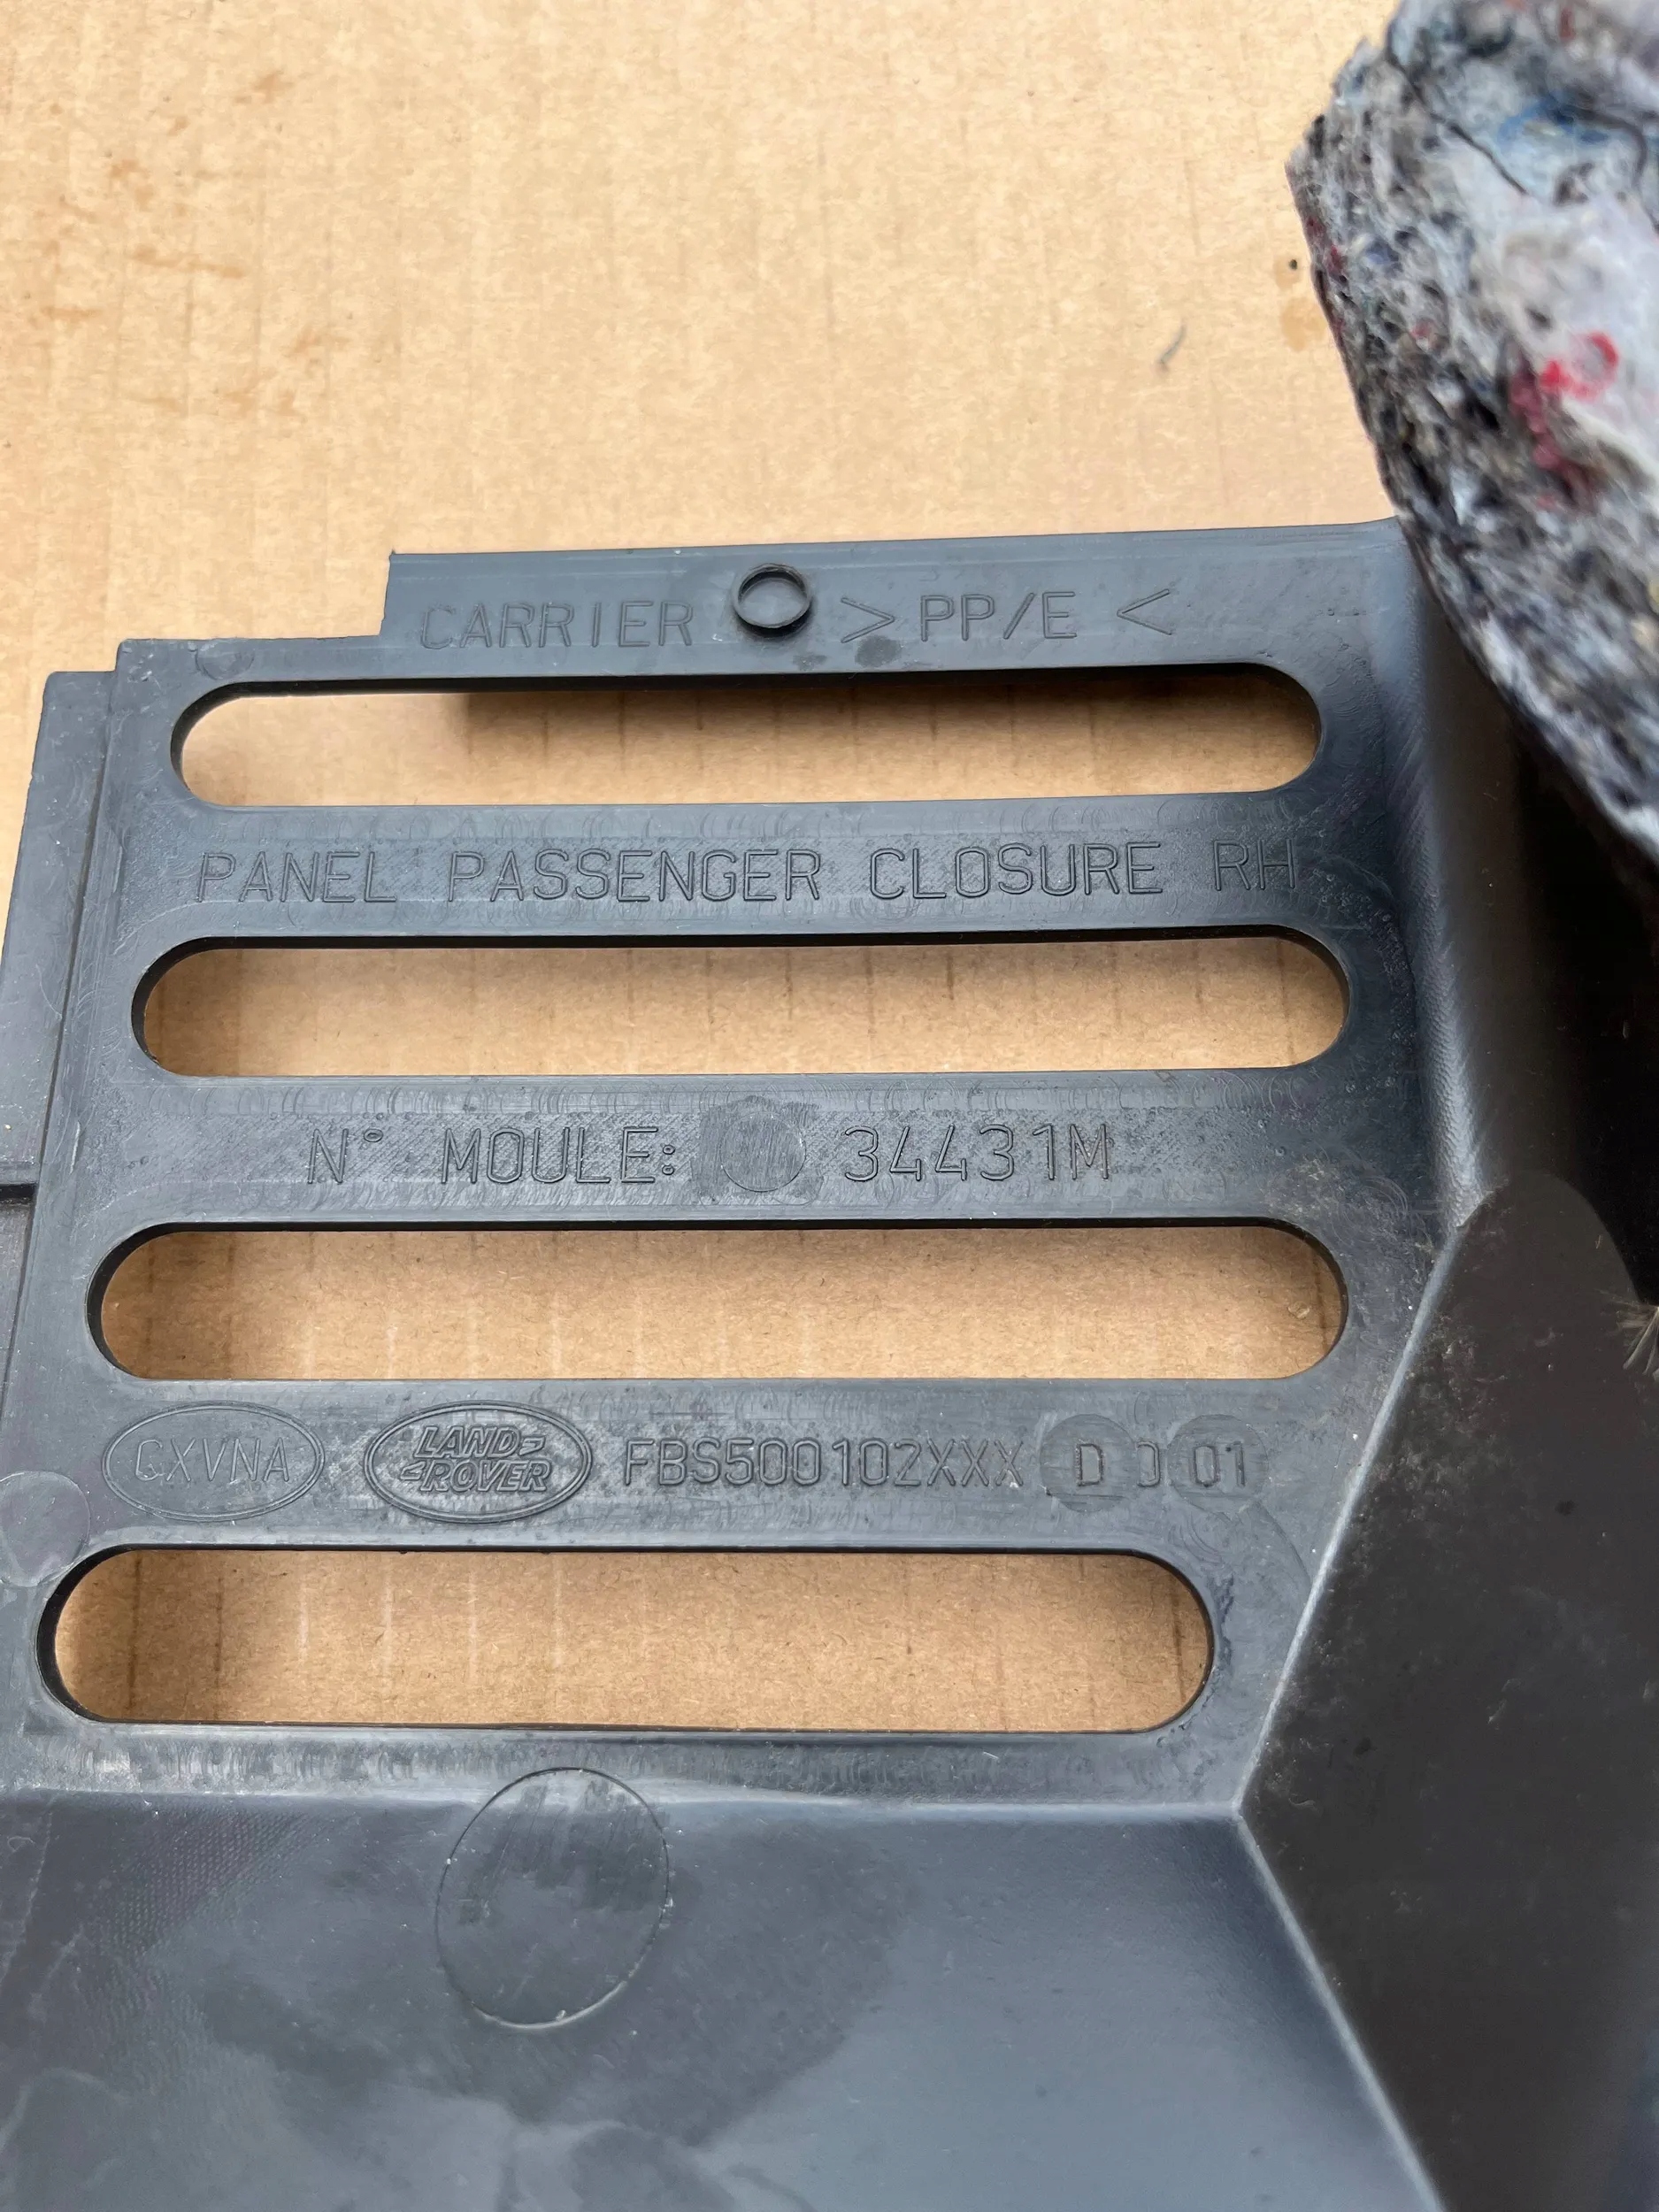 CARRIER > PP/E <
PANEL PASSENGER CLOSURE RH
N° MOULE: 34431M
GXVNA LAND ROVER FBS500102XXX D 01